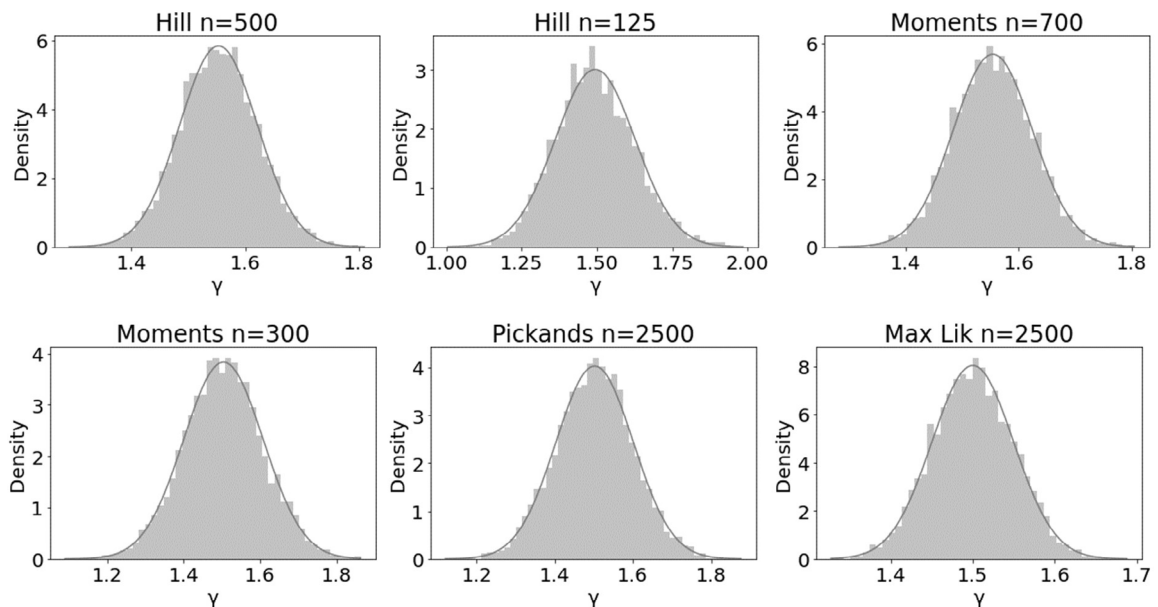 Hill n=500
Hill n=125
Moments n=700
Density
6
4
2
0
1.4
1.6
1.8
γ
Density
3
2
1
0
1.00
1.25
1.50
1.75
2.00
γ
Density
6
4
2
0
1.4
1.6
1.8
γ
Moments n=300
Pickands n=2500
Max Lik n=2500
Density
4
3
2
1
0
1.2
1.4
1.6
1.8
γ
Density
4
3
2
1
0
1.2
1.4
1.6
1.8
γ
Density
8
6
4
2
0
1.4
1.5
1.6
1.7
γ